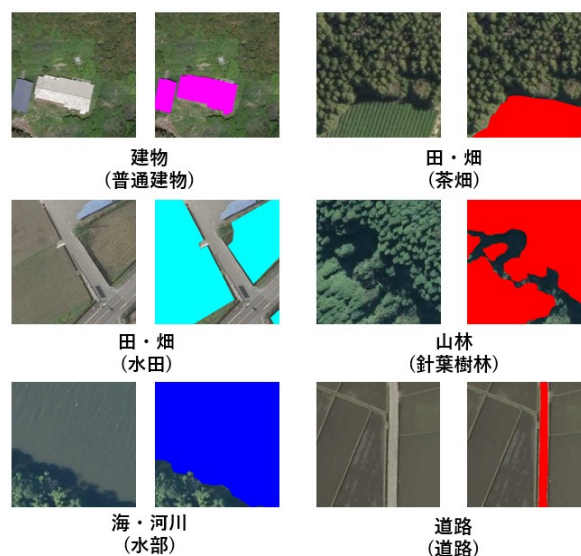 建物
(普通建物)
田・畑
(茶畑)
田・畑
(水田)
山林
(針葉樹林)
海・河川
(水部)
道路
(道路)